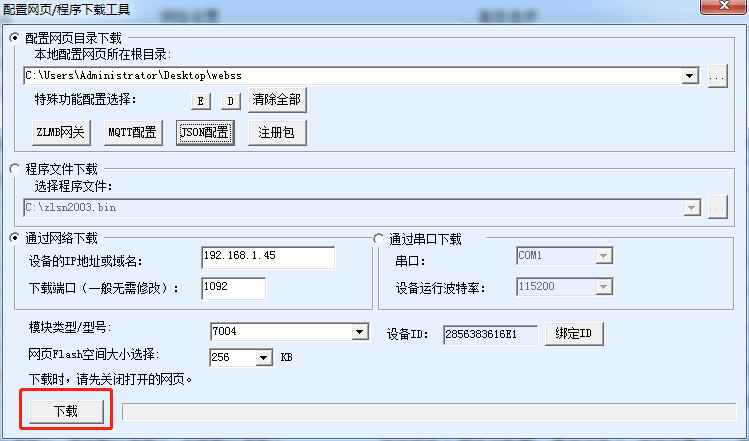 配置网页/程序下载工具
配置网页目录下载
本地配置网页所在根目录:
C:\Users\Administrator\Desktop\webss
...
特殊功能配置选择: E D 清除全部
ZLMB网关 MQTT配置 JSON配置 注册包
程序文件下载
选择程序文件:
C:\zlsn2003.bin
...
通过网络下载
设备的IP地址或域名: 192.168.1.45
下载端口（一般无需修改）: 1092
通过串口下载
串口: COM1
设备运行波特率: 115200
模块类型/型号: 7004
设备ID: 2856383616E1 绑定ID
网页Flash空间大小选择: 256 KB
下载时，请先关闭打开的网页。
下载